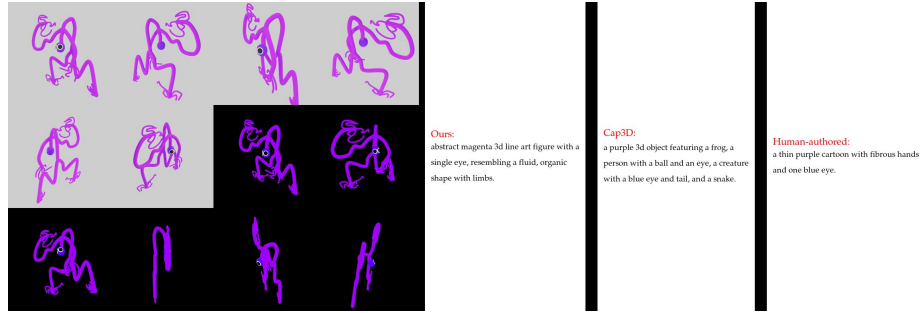 Ours:
abstract magenta 3d line art figure with a
single eye, resembling a fluid, organic
shape with limbs.
Cap3D:
a purple 3d object featuring a frog, a
person with a ball and an eye, a creature
with a blue eye and tail, and a snake.
Human-authored:
a thin purple cartoon with fibrous hands
and one blue eye.